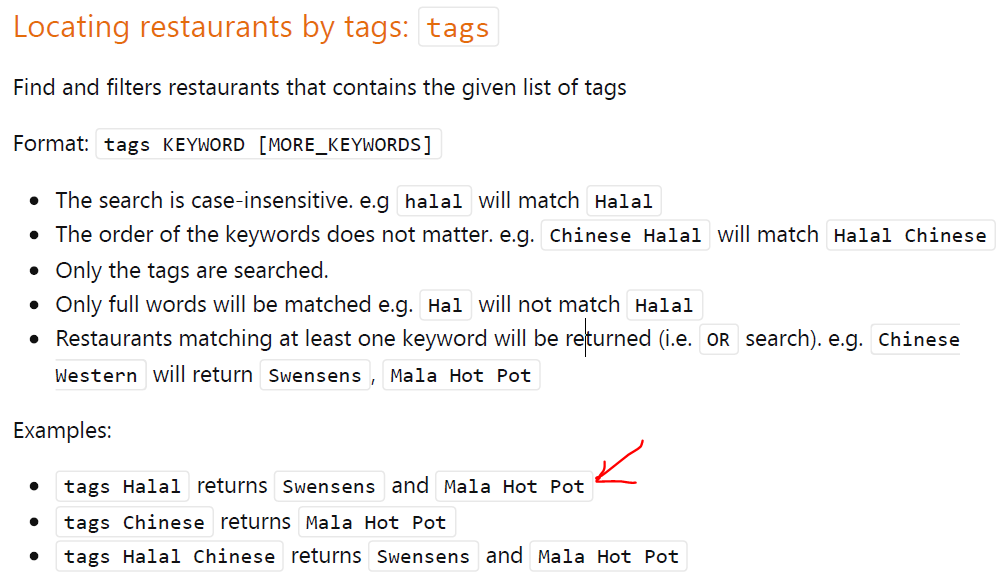 Locating restaurants by tags: tags
Find and filters restaurants that contains the given list of tags
Format: tags KEYWORD [MORE_KEYWORDS]
The search is case-insensitive. e.g halal will match Halal
The order of the keywords does not matter. e.g. Chinese Halal will match Halal Chinese
Only the tags are searched.
Only full words will be matched e.g. Hal will not match Halal
Restaurants matching at least one keyword will be returned (i.e. OR search). e.g. Chinese
Western will return Swensens, Mala Hot Pot
Examples:
tags Halal returns Swensens and Mala Hot Pot
tags Chinese returns Mala Hot Pot
tags Halal Chinese returns Swensens and Mala Hot Pot